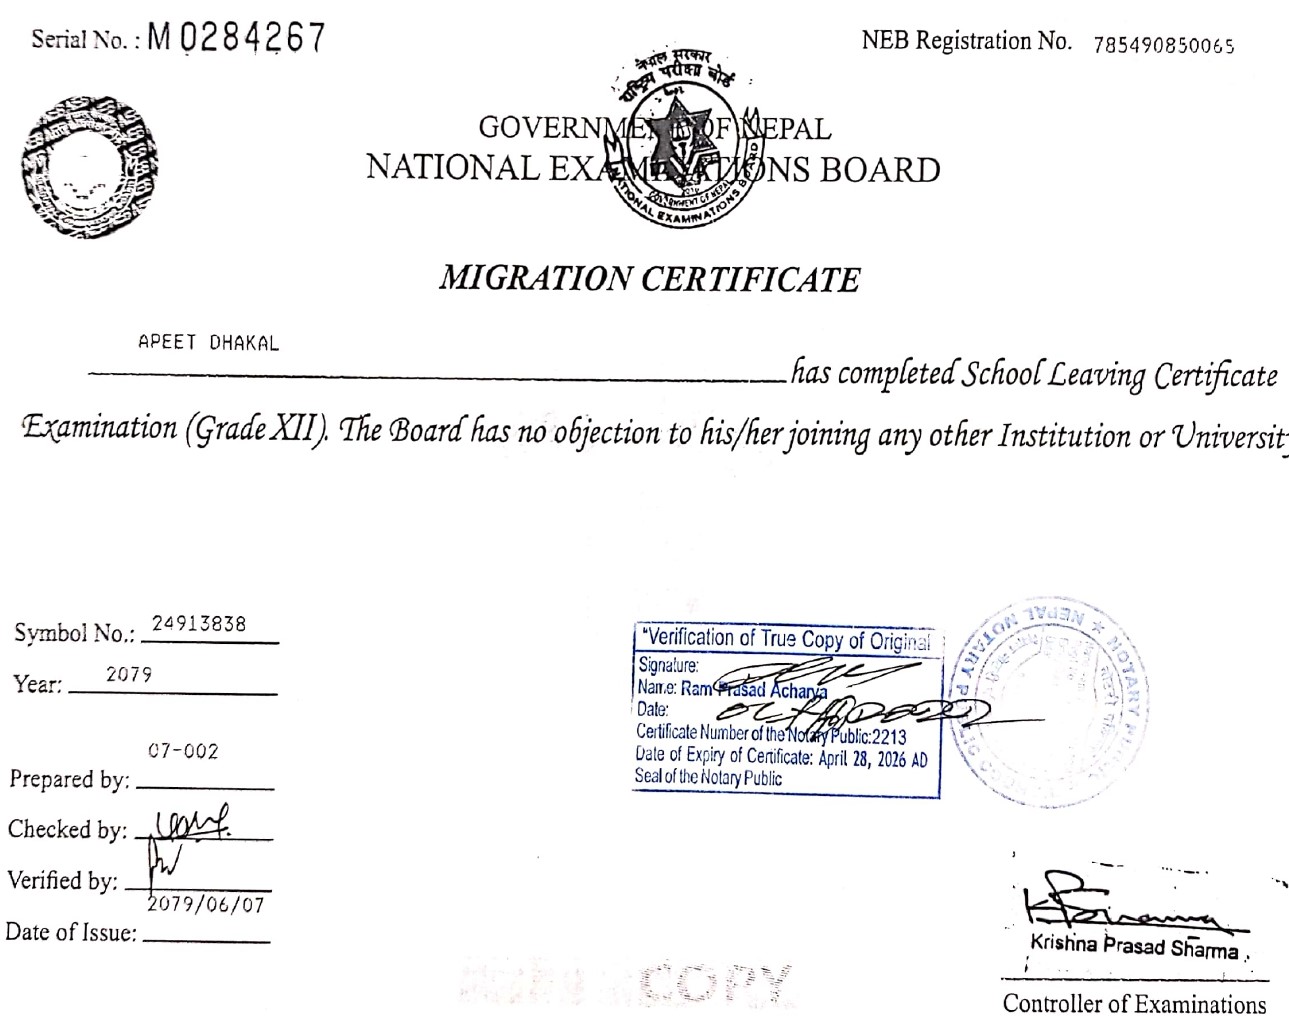 Serial No. : M 0284267
NEB Registration No. 785490850065
नेपाल सरकार
राष्ट्रिय परीक्षा बोर्ड
GOVERNMENT OF NEPAL
NATIONAL EXAMINATIONS BOARD
GOVERNMENT OF NEPAL
NATIONAL EXAMINATIONS BOARD
MIGRATION CERTIFICATE
APEET DHAKAL
has completed School Leaving Certificate
Examination (Grade XII). The Board has no objection to his/her joining any other Institution or University
Symbol No.: 24913838
Year: 2079
07-002
Prepared by:
Checked by:
Verified by:
2079/06/07
Date of Issue:
"Verification of True Copy of Original
Signature:
Name: Ram Prasad Acharya
Date:
Certificate Number of the Notary Public:2213
Date of Expiry of Certificate: April 28, 2026 AD
Seal of the Notary Public
NEPAL NOTARY PUBLIC
NOTARY PUBLIC
Krishna Prasad Sharma
Controller of Examinations
COPY